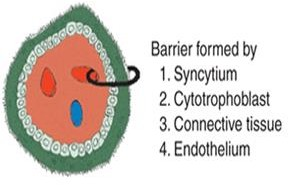 Barrier formed by
1. Syncytium
2. Cytotrophoblast
3. Connective tissue
4. Endothelium